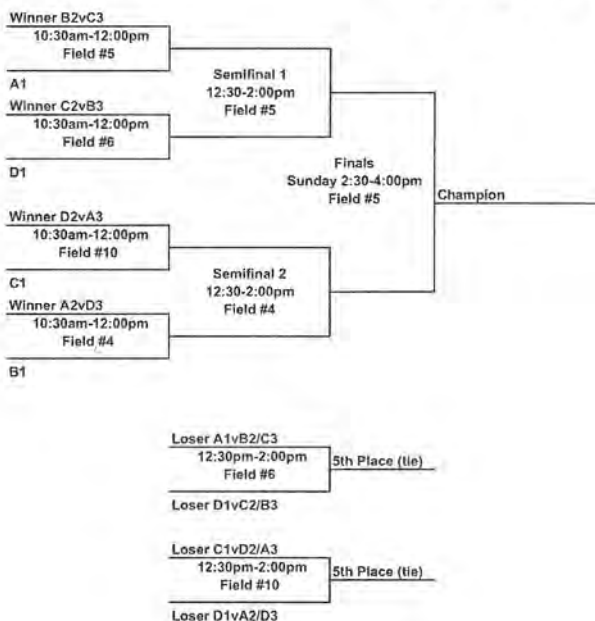 Winner B2vC3
10:30am-12:00pm
Field #5
A1
Semifinal 1
12:30-2:00pm
Field #5
Winner C2vB3
10:30am-12:00pm
Field #6
D1
Finals
Sunday 2:30-4:00pm
Field #5
Champion
Winner D2vA3
10:30am-12:00pm
Field #10
C1
Semifinal 2
12:30-2:00pm
Field #4
Winner A2vD3
10:30am-12:00pm
Field #4
B1
Loser A1vB2/C3
12:30pm-2:00pm
Field #6
5th Place (tie)
Loser D1vC2/B3
Loser C1vD2/A3
12:30pm-2:00pm
Field #10
5th Place (tie)
Loser D1vA2/D3